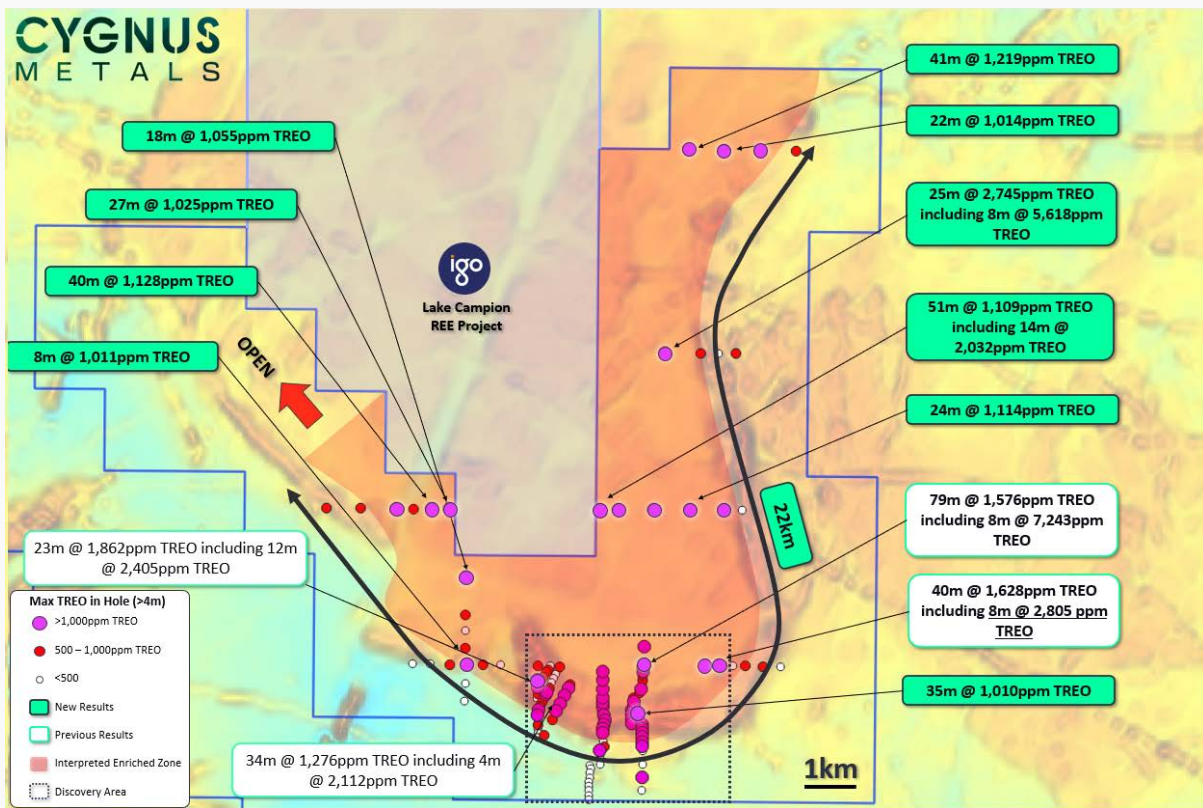 CYGNUS
METALS
18m @ 1,055ppm TREO
27m @ 1,025ppm TREO
40m @ 1,128ppm TREO
8m @ 1,011ppm TREO
OPEN
igo
Lake Campion
REE Project
41m @ 1,219ppm TREO
22m @ 1,014ppm TREO
25m @ 2,745ppm TREO
including 8m @ 5,618ppm
TREO
51m @ 1,109ppm TREO
including 14m @
2,032ppm TREO
24m @ 1,114ppm TREO
79m @ 1,576ppm TREO
including 8m @ 7,243ppm
TREO
40m @ 1,628ppm TREO
including 8m @ 2,805 ppm
TREO
35m @ 1,010ppm TREO
22km
23m @ 1,862ppm TREO including 12m
@ 2,405ppm TREO
34m @ 1,276ppm TREO including 4m
@ 2,112ppm TREO
Max TREO in Hole (>4m)
>1,000ppm TREO
500 – 1,000ppm TREO
<500
New Results
Previous Results
Interpreted Enriched Zone
Discovery Area
1km